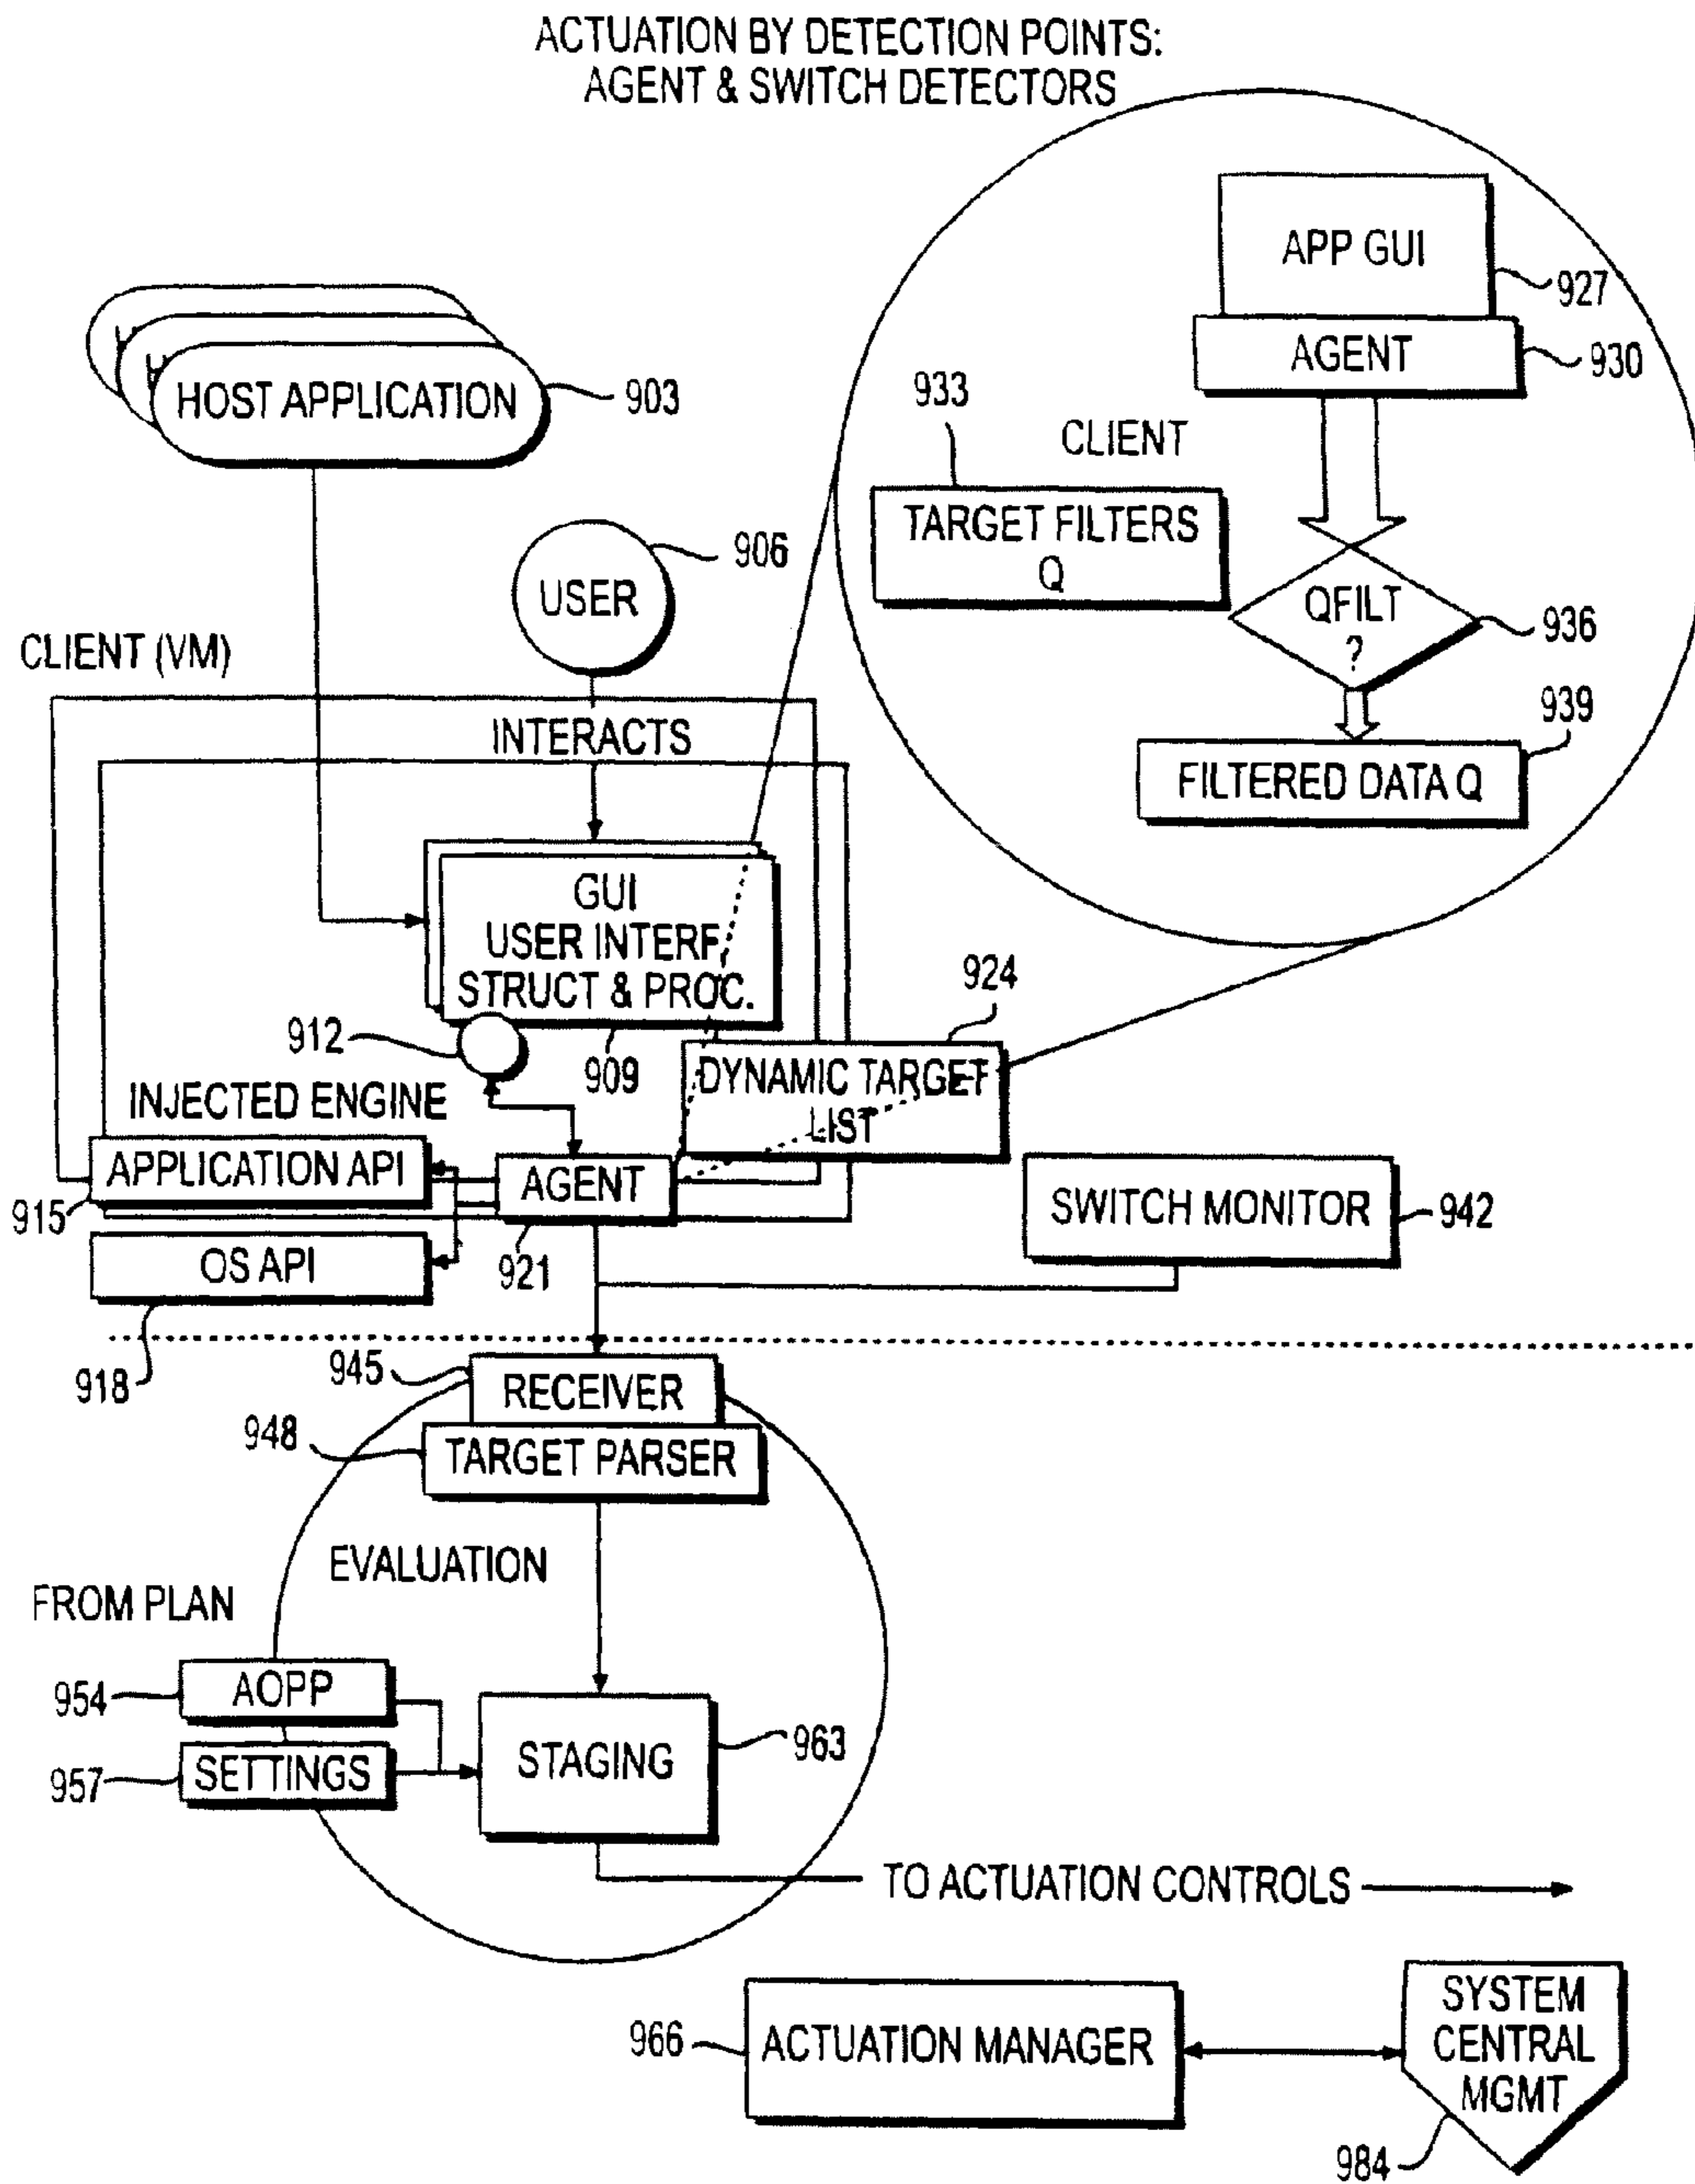 ACTUATION BY DETECTION POINTS:
AGENT & SWITCH DETECTORS
APP GUI
927
AGENT
930
933
CLIENT
TARGET FILTERS
Q
QFILT
?
936
939
FILTERED DATA Q
HOST APPLICATION
903
USER
906
CLIENT (VM)
INTERACTS
GUI
USER INTERF.
STRUCT & PROC.
912
909
924
DYNAMIC TARGET
LIST
INJECTED ENGINE
APPLICATION API
915
AGENT
921
OS API
918
SWITCH MONITOR
942
945
RECEIVER
948
TARGET PARSER
EVALUATION
FROM PLAN
954
AOPP
957
SETTINGS
STAGING
963
TO ACTUATION CONTROLS
966
ACTUATION MANAGER
SYSTEM
CENTRAL
MGMT
984